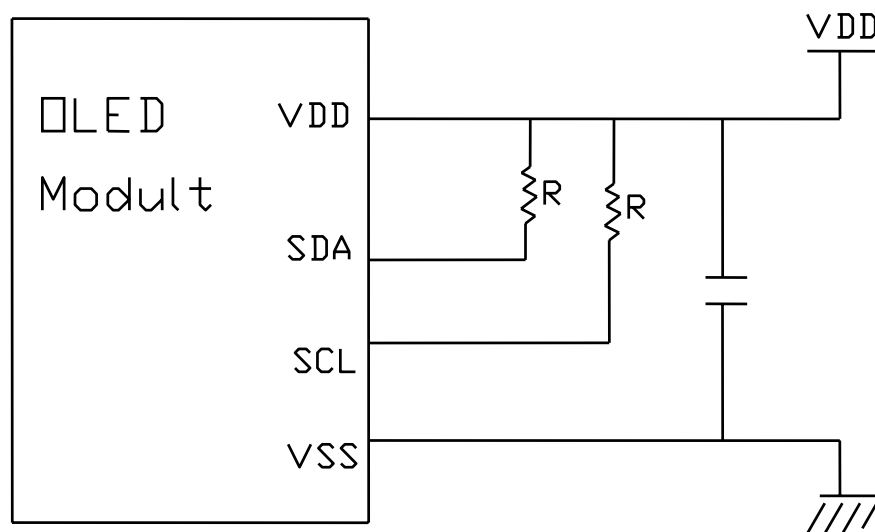 VDD
OLED
VDD
Modult
R
R
SDA
SCL
VSS